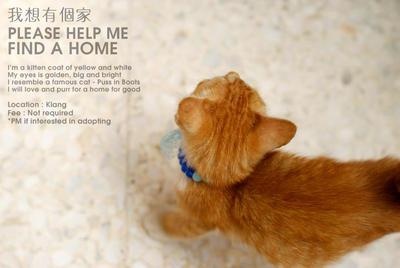 我想有個家
PLEASE HELP ME
FIND A HOME
I'm a kitten coat of yellow and white
My eyes is golden, big and bright
I resemble a famous cat - Puss in Boots
I will love and purr for a home for good
Location : Klang
Fee : Not required
*PM if interested in adopting